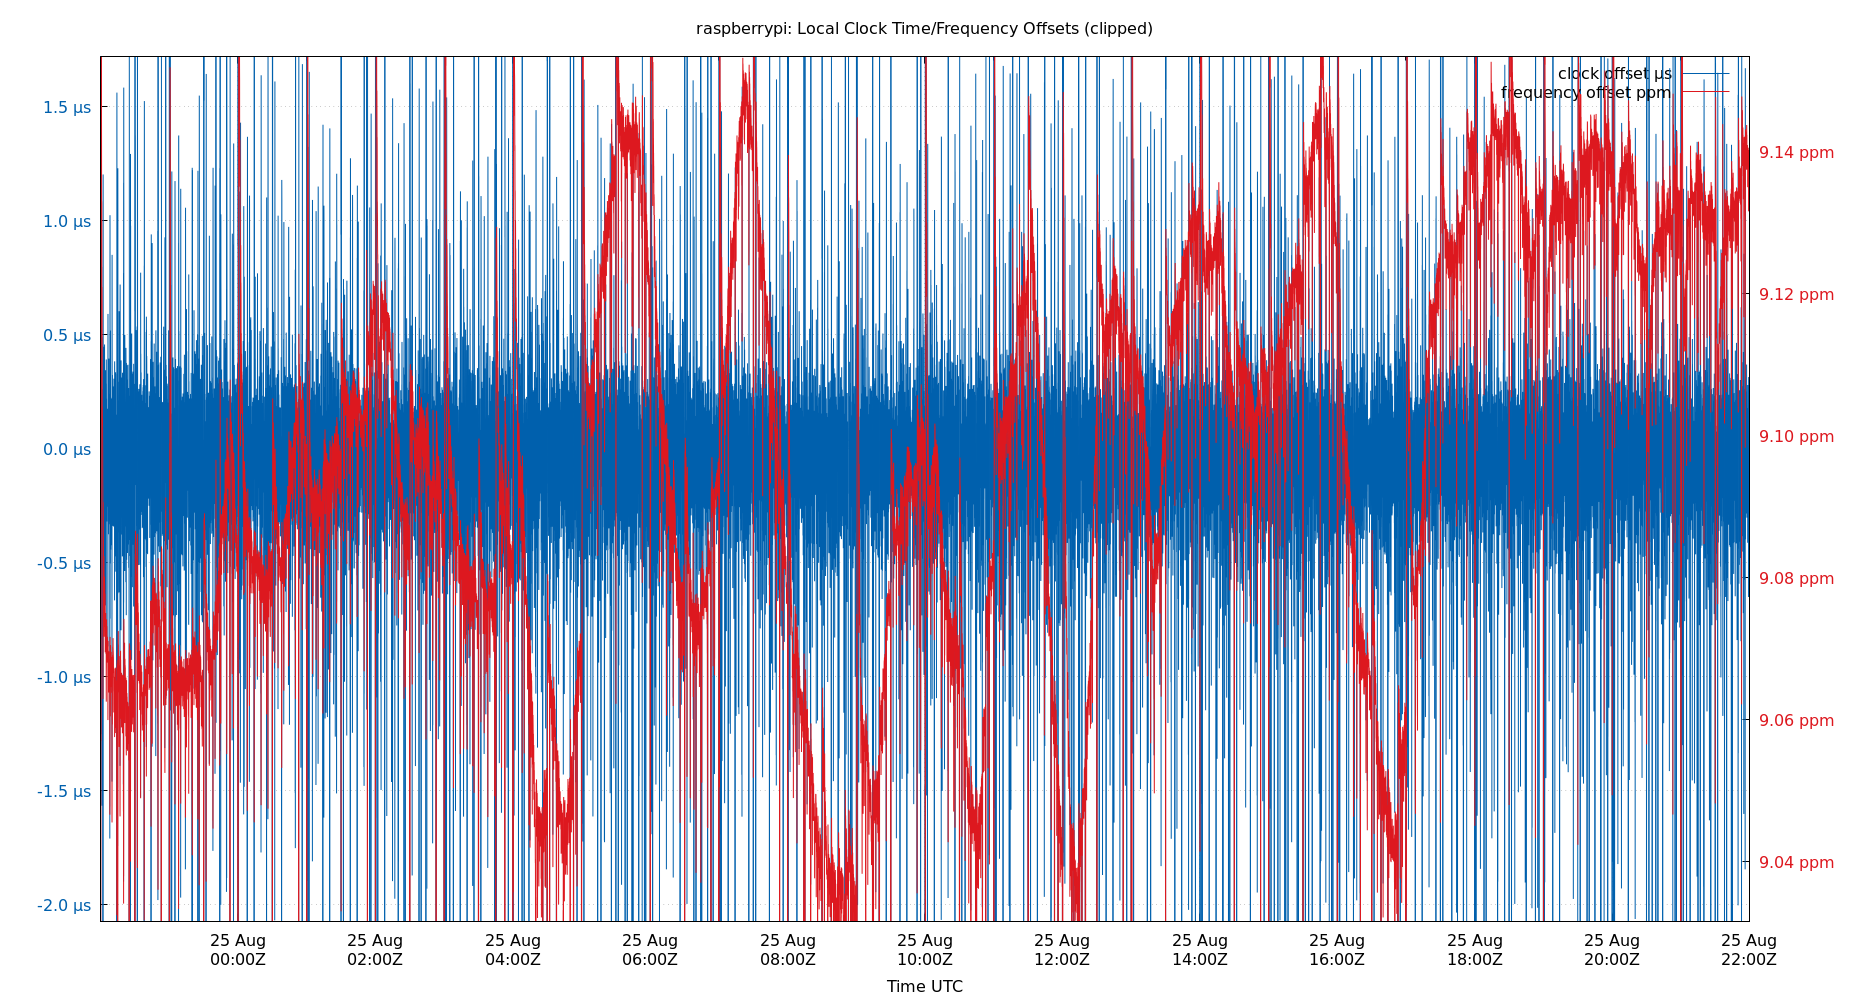 raspberrypi: Local Clock Time/Frequency Offsets (clipped)
clock offset µs
frequency offset ppm
1.5 µs
1.0 µs
0.5 µs
0.0 µs
-0.5 µs
-1.0 µs
-1.5 µs
-2.0 µs
9.14 ppm
9.12 ppm
9.10 ppm
9.08 ppm
9.06 ppm
9.04 ppm
25 Aug 25 Aug 25 Aug 25 Aug 25 Aug 25 Aug 25 Aug 25 Aug 25 Aug 25 Aug 25 Aug 25 Aug
00:00Z 02:00Z 04:00Z 06:00Z 08:00Z 10:00Z 12:00Z 14:00Z 16:00Z 18:00Z 20:00Z 22:00Z
Time UTC